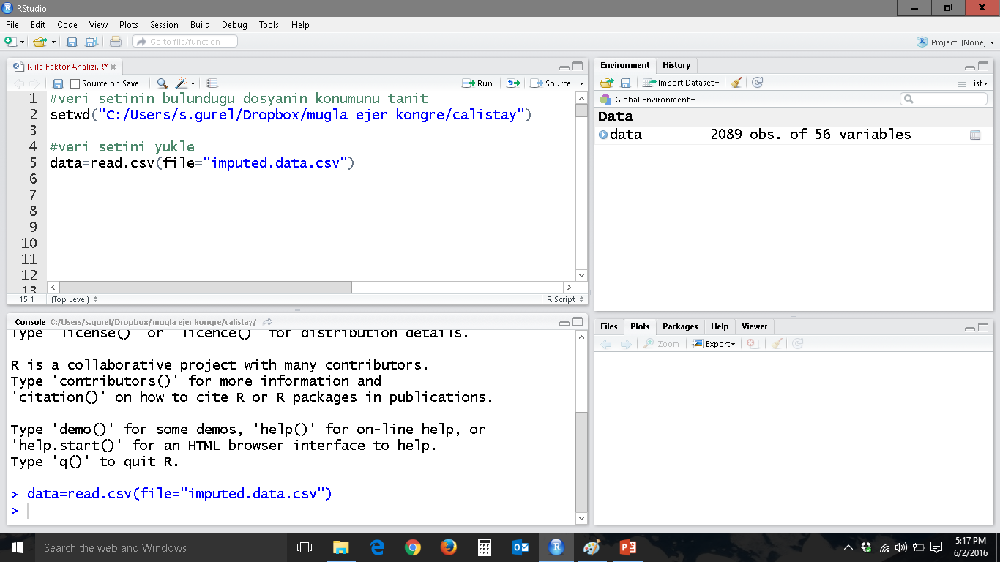 RStudio
File Edit Code View Plots Session Build Debug Tools Help
Go to file/function
Project: (None)
R ile Faktor Analizi.R*
Source on Save Run Source
1 #veri setinin bulundugu dosyanin konumunu tanit
2 setwd("C:/Users/s.gurel/Dropbox/mugla ejer kongre/calistay")
3
4 #veri setini yukle
5 data=read.csv(file="imputed.data.csv")
6
7
8
9
10
11
12
13
15:1 (Top Level) R Script
Console C:/Users/s.gurel/Dropbox/mugla ejer kongre/calistay/
Type 'license()' or 'licence()' for distribution details.
R is a collaborative project with many contributors.
Type 'contributors()' for more information and
'citation()' on how to cite R or R packages in publications.
Type 'demo()' for some demos, 'help()' for on-line help, or
'help.start()' for an HTML browser interface to help.
Type 'q()' to quit R.
> data=read.csv(file="imputed.data.csv")
>
Environment History
Import Dataset List
Global Environment
Data
data 2089 obs. of 56 variables
Files Plots Packages Help Viewer
Zoom Export
Search the web and Windows
5:17 PM
6/2/2016